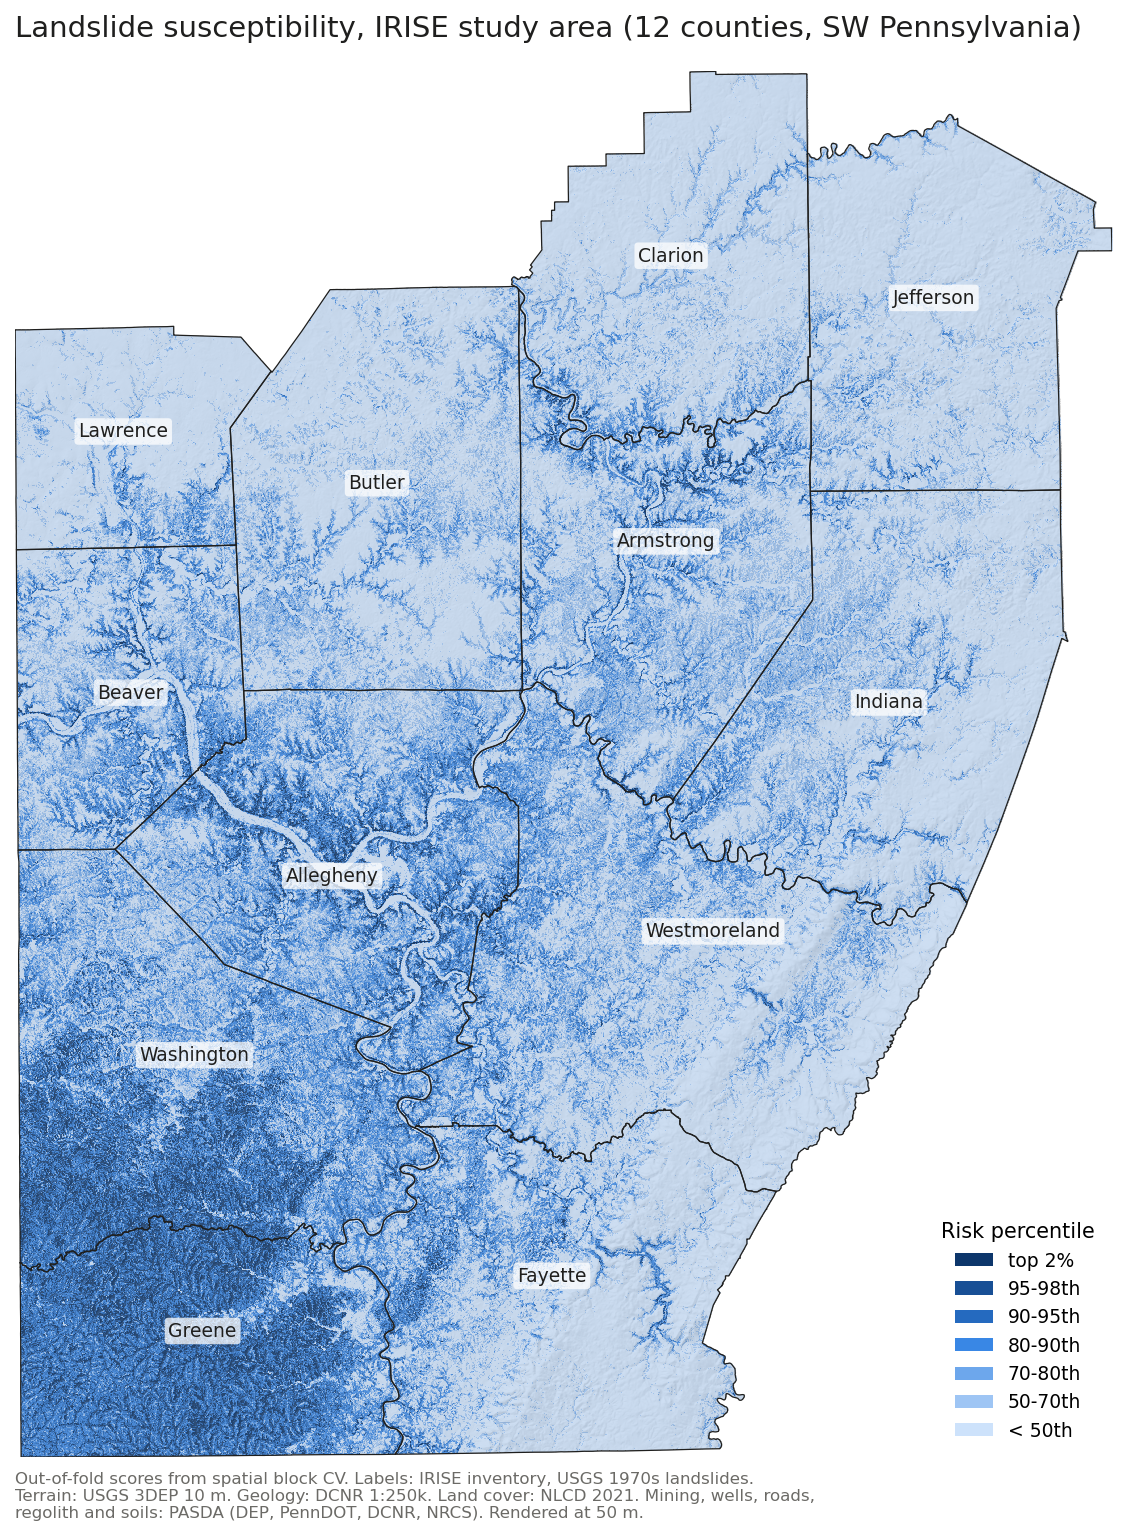 Landslide susceptibility, IRISE study area (12 counties, SW Pennsylvania)
Clarion
Jefferson
Lawrence
Butler
Armstrong
Beaver
Indiana
Allegheny
Westmoreland
Washington
Fayette
Greene
Risk percentile
top 2%
95-98th
90-95th
80-90th
70-80th
50-70th
< 50th
Out-of-fold scores from spatial block CV. Labels: IRISE inventory, USGS 1970s landslides.
Terrain: USGS 3DEP 10 m. Geology: DCNR 1:250k. Land cover: NLCD 2021. Mining, wells, roads,
regolith and soils: PASDA (DEP, PennDOT, DCNR, NRCS). Rendered at 50 m.